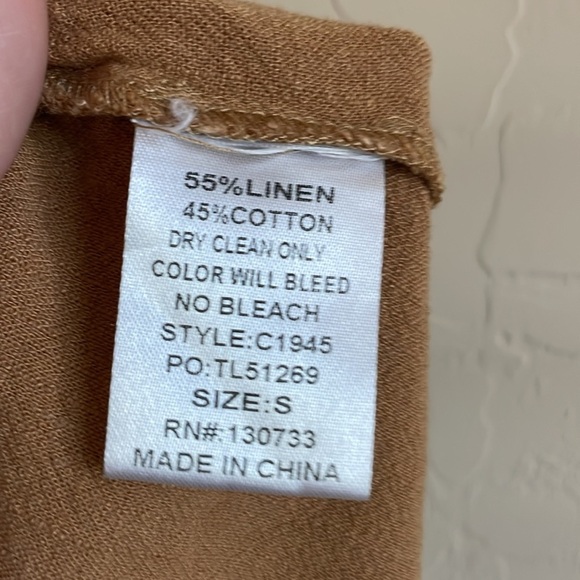 55%LINEN
45%COTTON
DRY CLEAN ONLY
COLOR WILL BLEED
NO BLEACH
STYLE:C1945
PO:TL51269
SIZE:S
RN#:130733
MADE IN CHINA